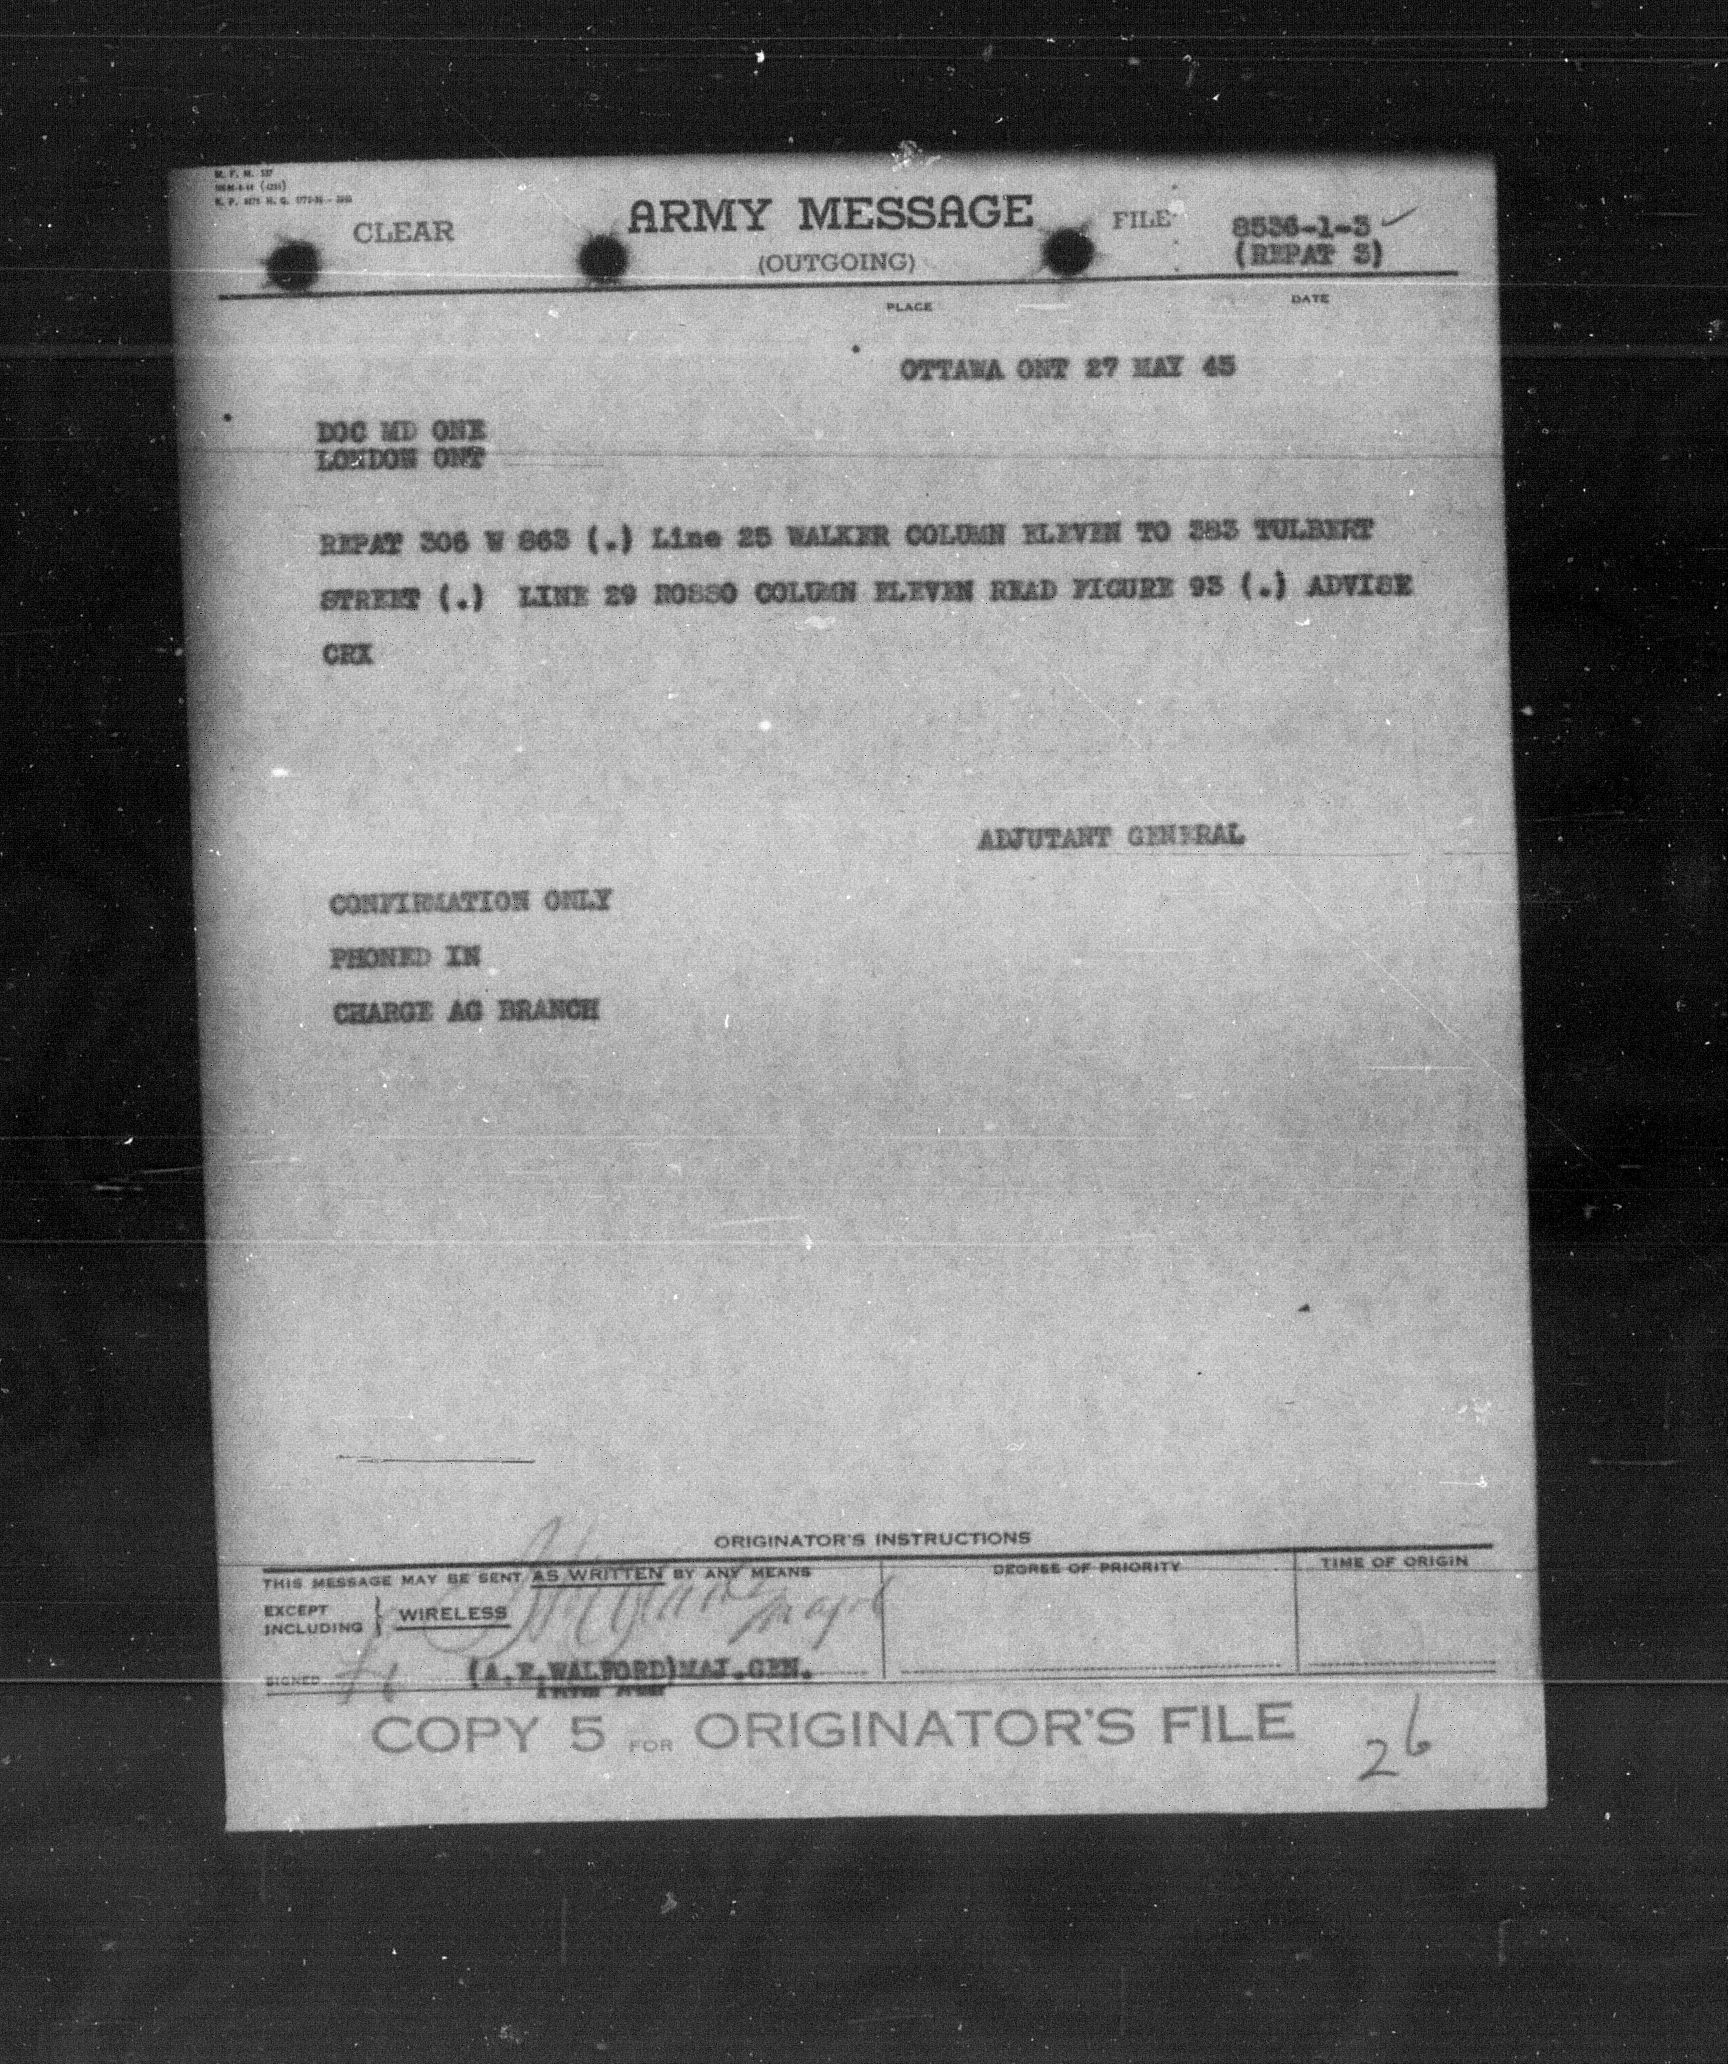 M. F. M. 137
CLEAR
ARMY MESSAGE
FILE
8536-1-3
(OUTGOING)
(REPAT 3)
PLACE
DATE
OTTAWA ONT 27 MAY 45
DOC MD ONE
LONDON ONT
REPAT 306 W 863 (.) Line 25 WALKER COLUMN ELEVEN TO 383 TULBERT
STREET (.) LINE 29 ROSSO COLUMN ELEVEN READ FIGURE 93 (.) ADVISE
CRX
ADJUTANT GENERAL
CONFIRMATION ONLY
PHONED IN
CHARGE AG BRANCH
ORIGINATOR'S INSTRUCTIONS
THIS MESSAGE MAY BE SENT AS WRITTEN BY ANY MEANS
DEGREE OF PRIORITY
TIME OF ORIGIN
EXCEPT
INCLUDING } WIRELESS
Major
SIGNED
(A.E.WALFORD)MAJ.GEN.
COPY 5 FOR ORIGINATOR'S FILE
26